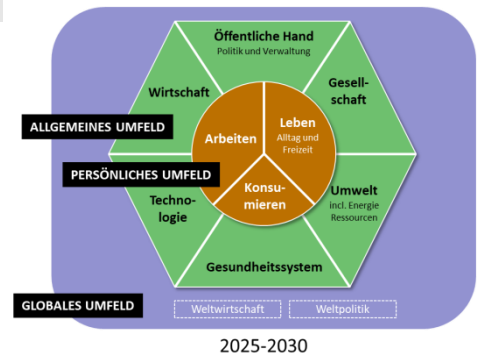 Öffentliche Hand
Politik und Verwaltung
Wirtschaft
Gesell-
schaft
ALLGEMEINES UMFELD
Arbeiten
Leben
Alltag und
Freizeit
PERSÖNLICHES UMFELD
Konsu-
mieren
Techno-
logie
Umwelt
incl. Energie
Ressourcen
Gesundheitssystem
GLOBALES UMFELD
Weltwirtschaft
Weltpolitik
2025-2030